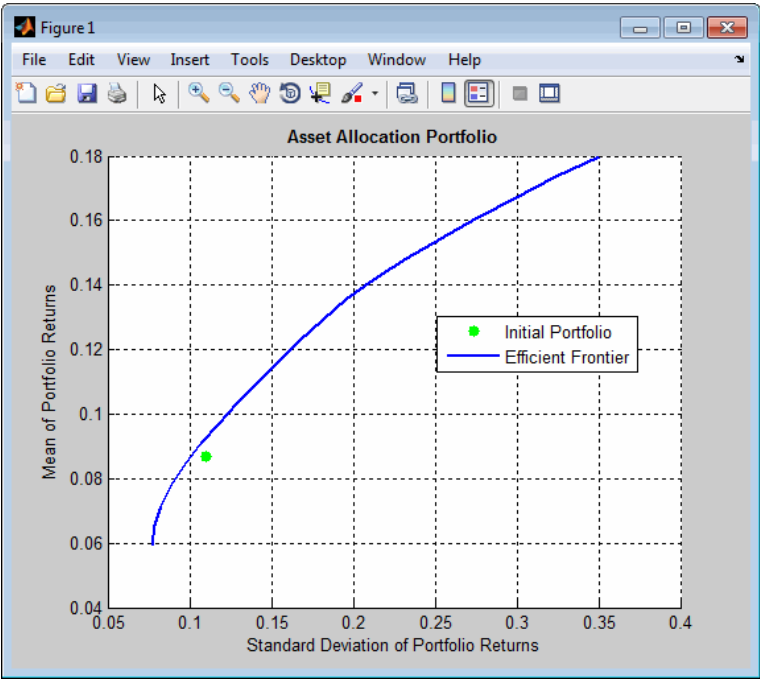 Figure 1
File Edit View Insert Tools Desktop Window Help
Asset Allocation Portfolio
0.18
0.16
0.14
0.12
0.1
0.08
0.06
0.04
Mean of Portfolio Returns
Initial Portfolio
Efficient Frontier
0.05 0.1 0.15 0.2 0.25 0.3 0.35 0.4
Standard Deviation of Portfolio Returns